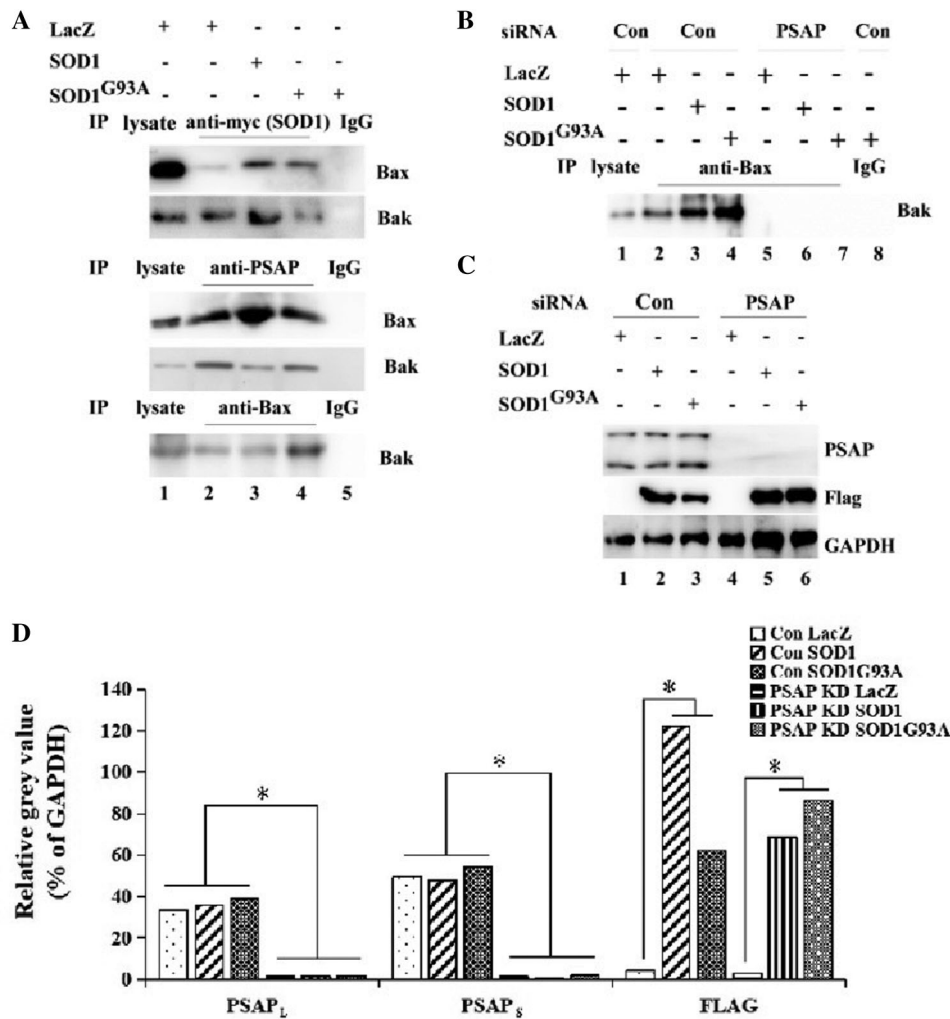 A
LacZ + +
SOD1 +
SOD1G93A + +
IP lysate anti-myc (SOD1) IgG
Bax
Bak
IP lysate anti-PSAP IgG
Bax
Bak
IP lysate anti-Bax IgG
Bak
1 2 3 4 5
B
siRNA Con Con PSAP Con
LacZ + + - - + - - -
SOD1 - - + - - + - -
SOD1G93A - - - + - - + +
IP lysate anti-Bax IgG
Bak
1 2 3 4 5 6 7 8
C
siRNA Con PSAP
LacZ + - - + - -
SOD1 - + - - + -
SOD1G93A - - + - - +
PSAP
Flag
GAPDH
1 2 3 4 5 6
D
Con LacZ
Con SOD1
Con SOD1G93A
PSAP KD LacZ
PSAP KD SOD1
PSAP KD SOD1G93A
Relative grey value
(% of GAPDH)
140
120
100
80
60
40
20
0
* * * *
PSAPL PSAPS FLAG